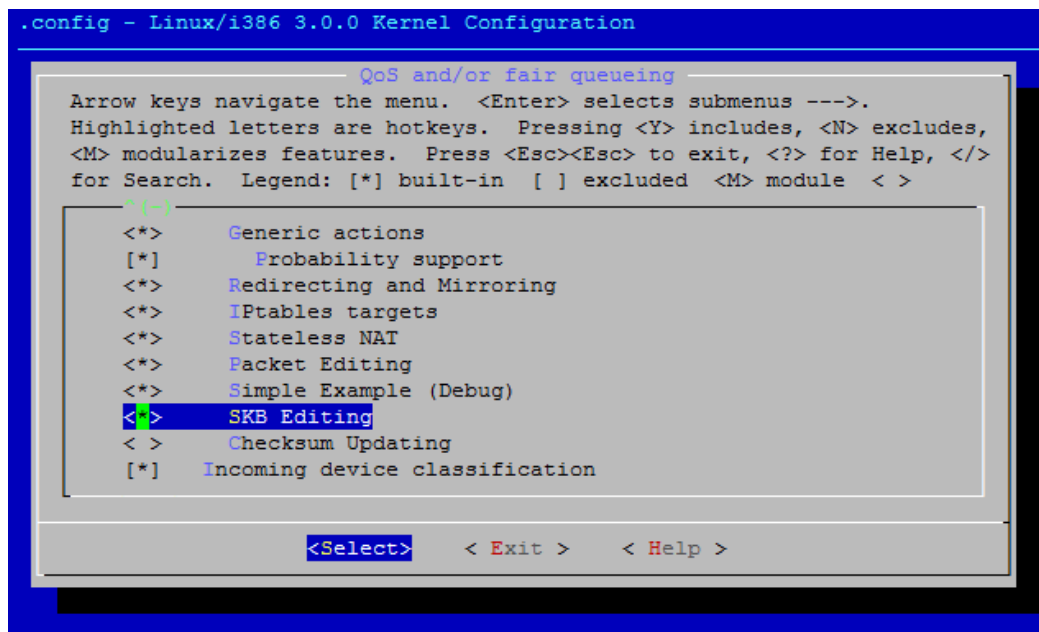 .config - Linux/i386 3.0.0 Kernel Configuration
QoS and/or fair queueing
Arrow keys navigate the menu.  <Enter> selects submenus --->.
Highlighted letters are hotkeys.  Pressing <Y> includes, <N> excludes,
<M> modularizes features.  Press <Esc><Esc> to exit, <?> for Help, </>
for Search.  Legend: [*] built-in  [ ] excluded  <M> module  < >
^(-)
<*> Generic actions
[*] Probability support
<*> Redirecting and Mirroring
<*> IPtables targets
<*> Stateless NAT
<*> Packet Editing
<*> Simple Example (Debug)
<*> SKB Editing
< > Checksum Updating
[*] Incoming device classification
<Select> < Exit > < Help >